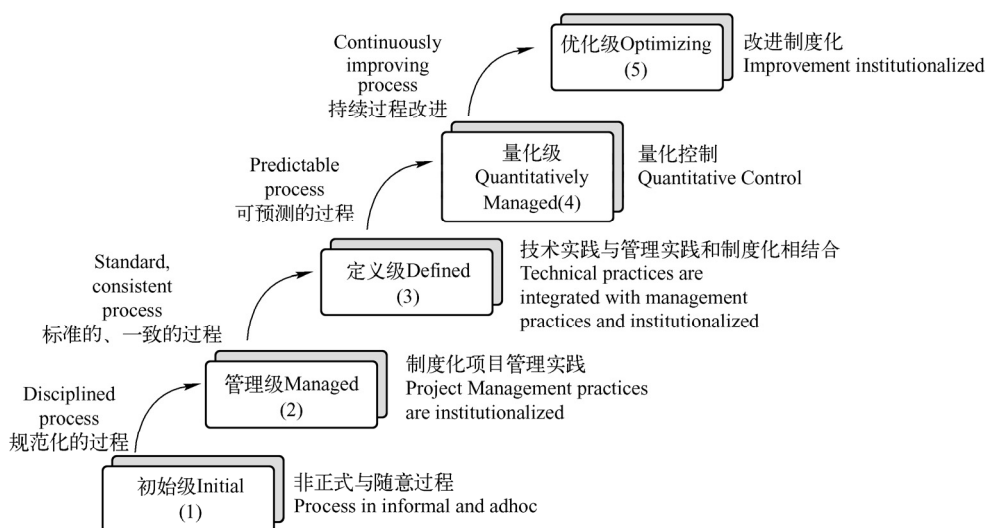 Continuously
improving
process
持续过程改进
优化级Optimizing
(5)
改进制度化
Improvement institutionalized
Predictable
process
可预测的过程
量化级
Quantitatively
Managed(4)
量化控制
Quantitative Control
Standard,
consistent
process
标准的、一致的过程
定义级Defined
(3)
技术实践与管理实践和制度化相结合
Technical practices are
integrated with management
practices and institutionalized
Disciplined
process
规范化的过程
管理级Managed
(2)
制度化项目管理实践
Project Management practices
are institutionalized
初始级Initial
(1)
非正式与随意过程
Process in informal and adhoc